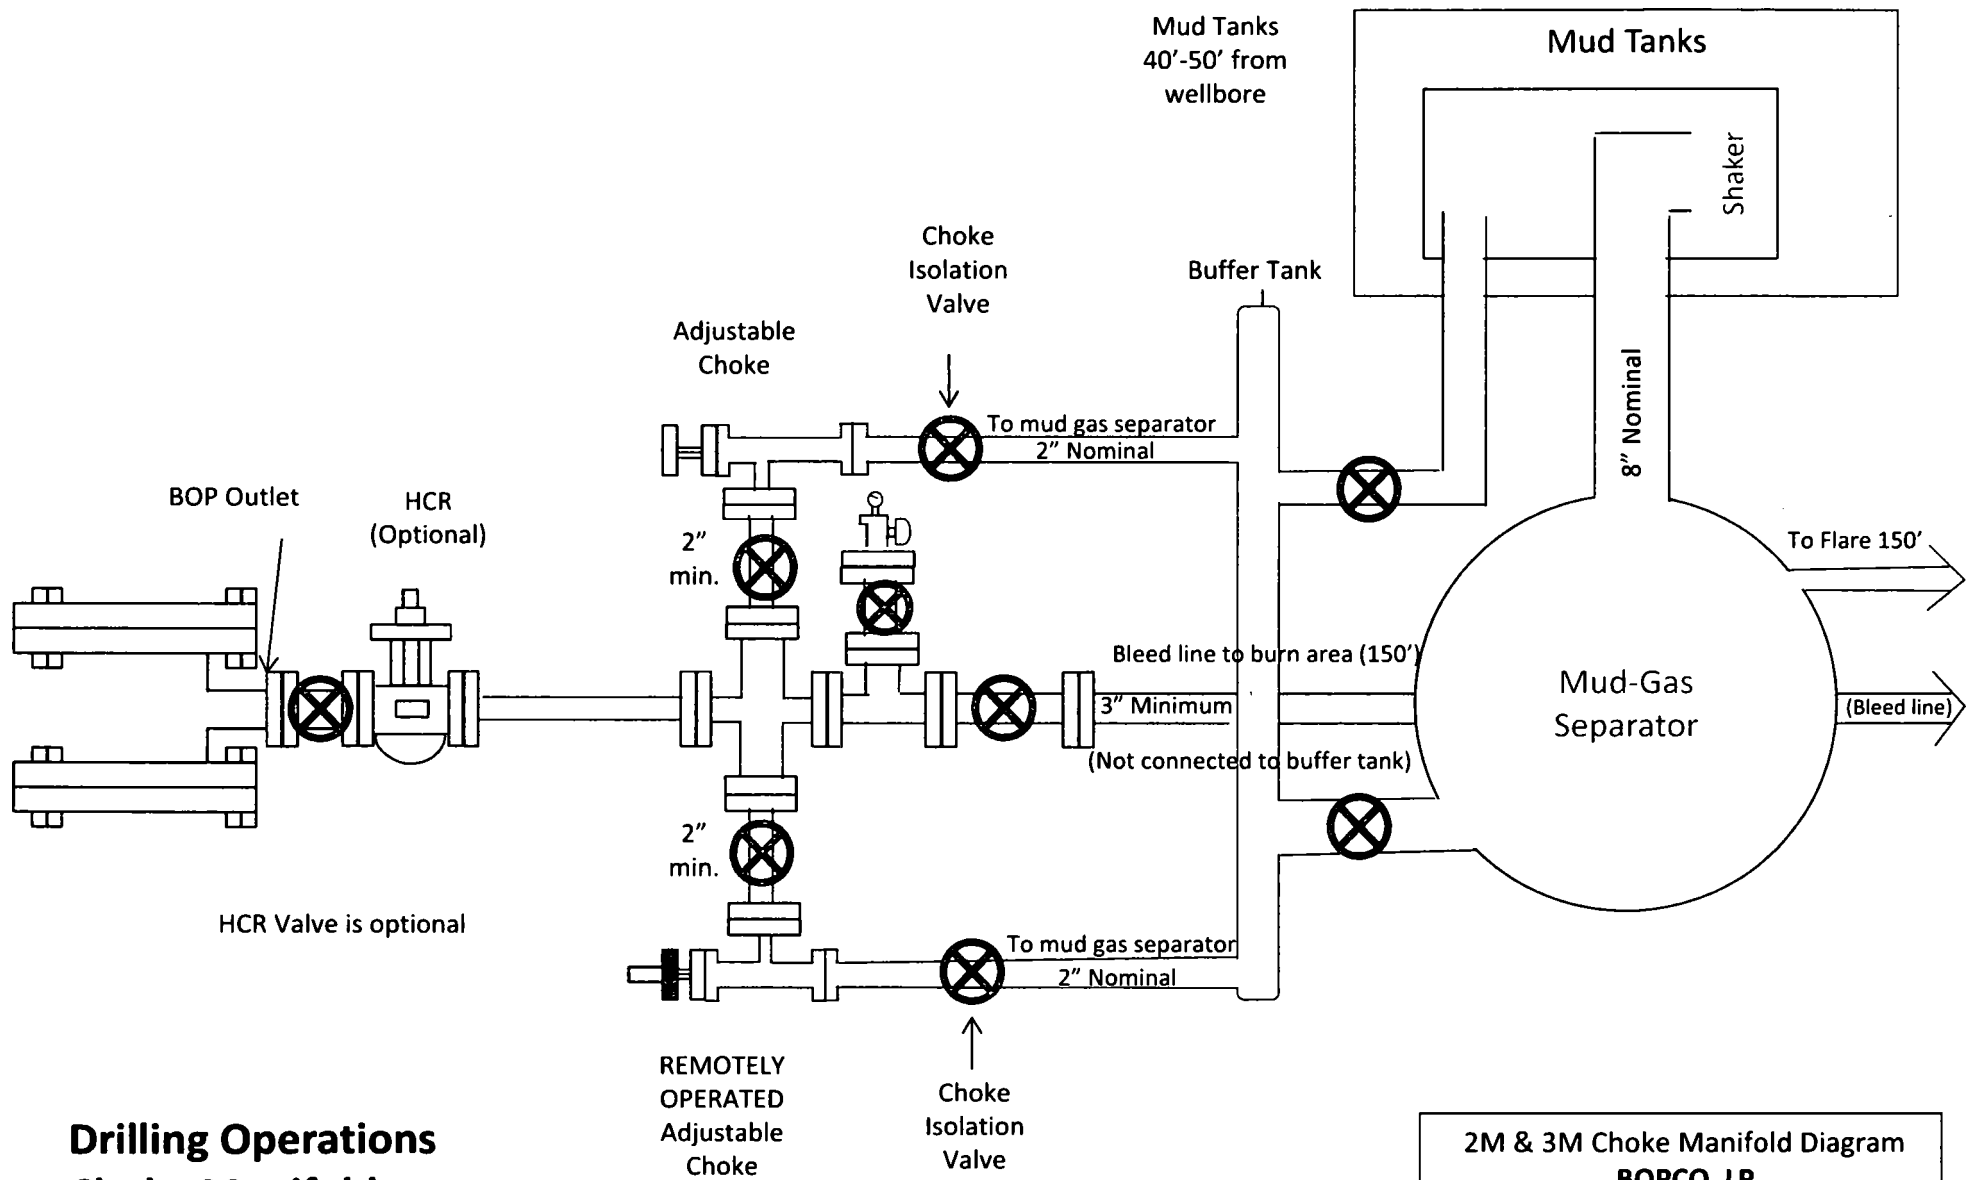 Mud Tanks
40’-50’ from
wellbore
Mud Tanks
Shaker
Choke
Isolation
Valve
Buffer Tank
Adjustable
Choke
8” Nominal
To mud gas separator
2” Nominal
BOP Outlet
HCR
(Optional)
2”
min.
To Flare 150’
Bleed line to burn area (150’)
Mud-Gas
Separator
3” Minimum
(Bleed line)
(Not connected to buffer tank)
2”
min.
HCR Valve is optional
To mud gas separator
2” Nominal
REMOTELY
OPERATED
Adjustable
Choke
Choke
Isolation
Valve
Drilling Operations
Choke Manifold
2M & 3M Choke Manifold Diagram
BOPCO, LP